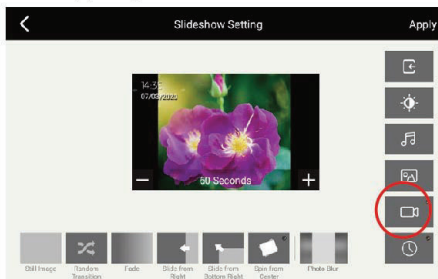 Slideshow Setting
Apply
14:35
07/03/2023
50 Seconds
Still Image
Random
Transition
Fade
Slide from
Right
Slide from
Bottom Right
Spin from
Center
Photo Blur